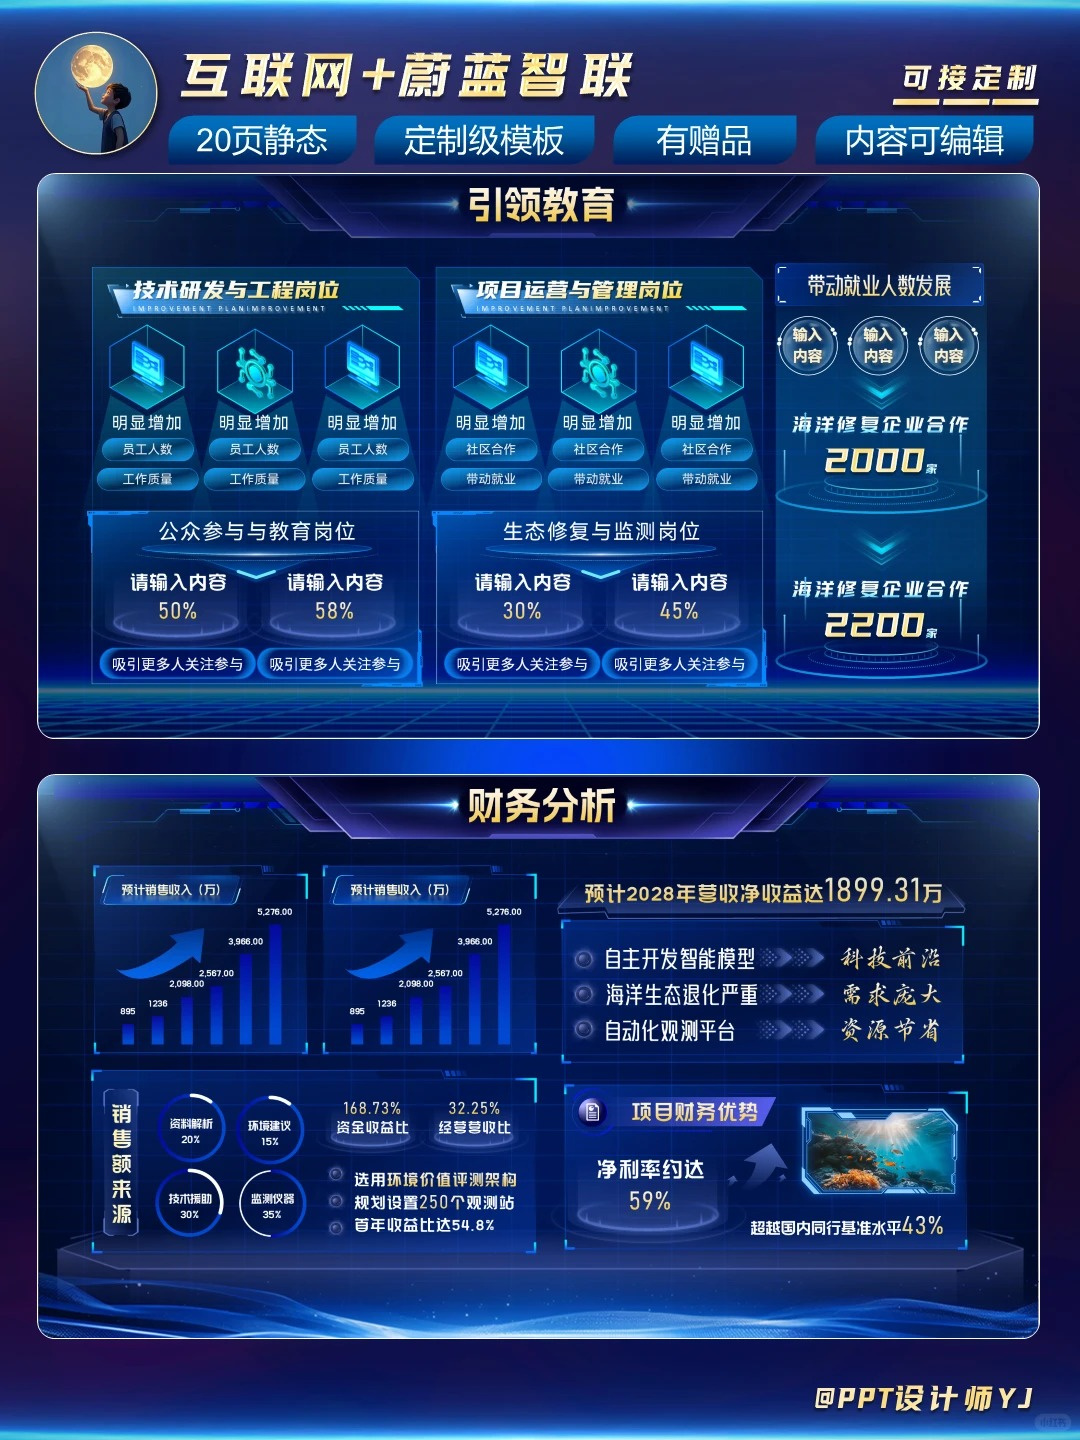 互联网+蔚蓝智联
可接定制
20页静态
定制级模板
有赠品
内容可编辑
引领教育
技术研发与工程岗位
IMPROVEMENT PLANIMPROVEMENT
明显增加 明显增加 明显增加
员工人数 员工人数 员工人数
工作质量 工作质量 工作质量
项目运营与管理岗位
IMPROVEMENT PLANIMPROVEMENT
明显增加 明显增加 明显增加
社区合作 社区合作 社区合作
带动就业 带动就业 带动就业
带动就业人数发展
输入 输入 输入
内容 内容 内容
海洋修复企业合作
2000家
海洋修复企业合作
2200家
公众参与与教育岗位
请输入内容 请输入内容
50% 58%
吸引更多人关注参与 吸引更多人关注参与
生态修复与监测岗位
请输入内容 请输入内容
30% 45%
吸引更多人关注参与 吸引更多人关注参与
财务分析
预计销售收入（万）
895
1236
2,098.00
2,567.00
3,966.00
5,276.00
预计销售收入（万）
895
1236
2,098.00
2,567.00
3,966.00
5,276.00
预计2028年营收净收益达1899.31万
自主开发智能模型 科技前沿
海洋生态退化严重 需求庞大
自动化观测平台 资源节省
销售额来源
资料解析
20%
环境建议
15%
技术援助
30%
监测仪器
35%
168.73% 32.25%
资金收益比 经营营收比
选用环境价值评测架构
规划设置250个观测站
首年收益比达54.8%
项目财务优势
净利率约达
59%
超越国内同行基准水平43%
@PPT设计师YJ
小红书